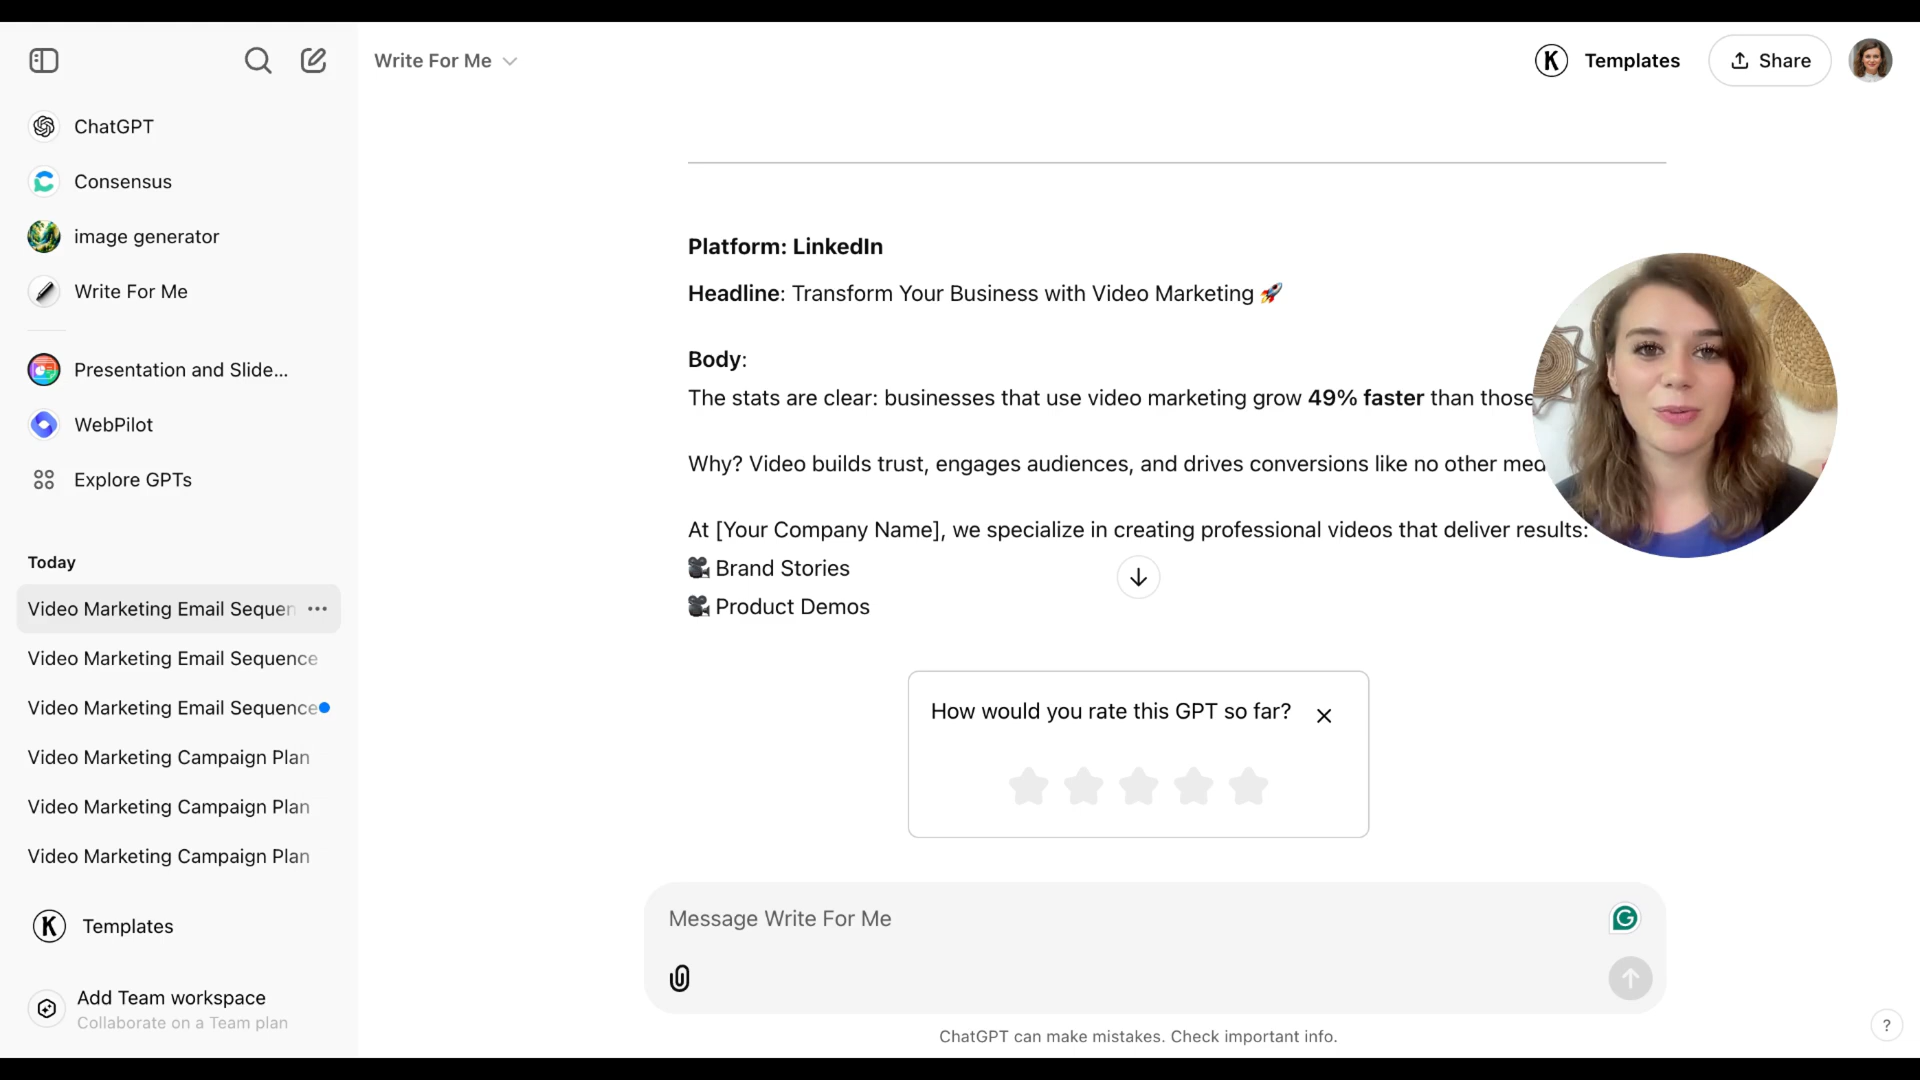 Write For Me
Templates
Share
ChatGPT
Consensus
image generator
Write For Me
Presentation and Slide...
WebPilot
Explore GPTs
Today
Video Marketing Email Sequen
Video Marketing Email Sequence
Video Marketing Email Sequence
Video Marketing Campaign Plan
Video Marketing Campaign Plan
Video Marketing Campaign Plan
K Templates
Add Team workspace
Collaborate on a Team plan
Platform: LinkedIn
Headline: Transform Your Business with Video Marketing 🚀
Body:
The stats are clear: businesses that use video marketing grow 49% faster than those
Why? Video builds trust, engages audiences, and drives conversions like no other med
At [Your Company Name], we specialize in creating professional videos that deliver results:
🎥 Brand Stories
🎥 Product Demos
How would you rate this GPT so far?
Message Write For Me
ChatGPT can make mistakes. Check important info.
?